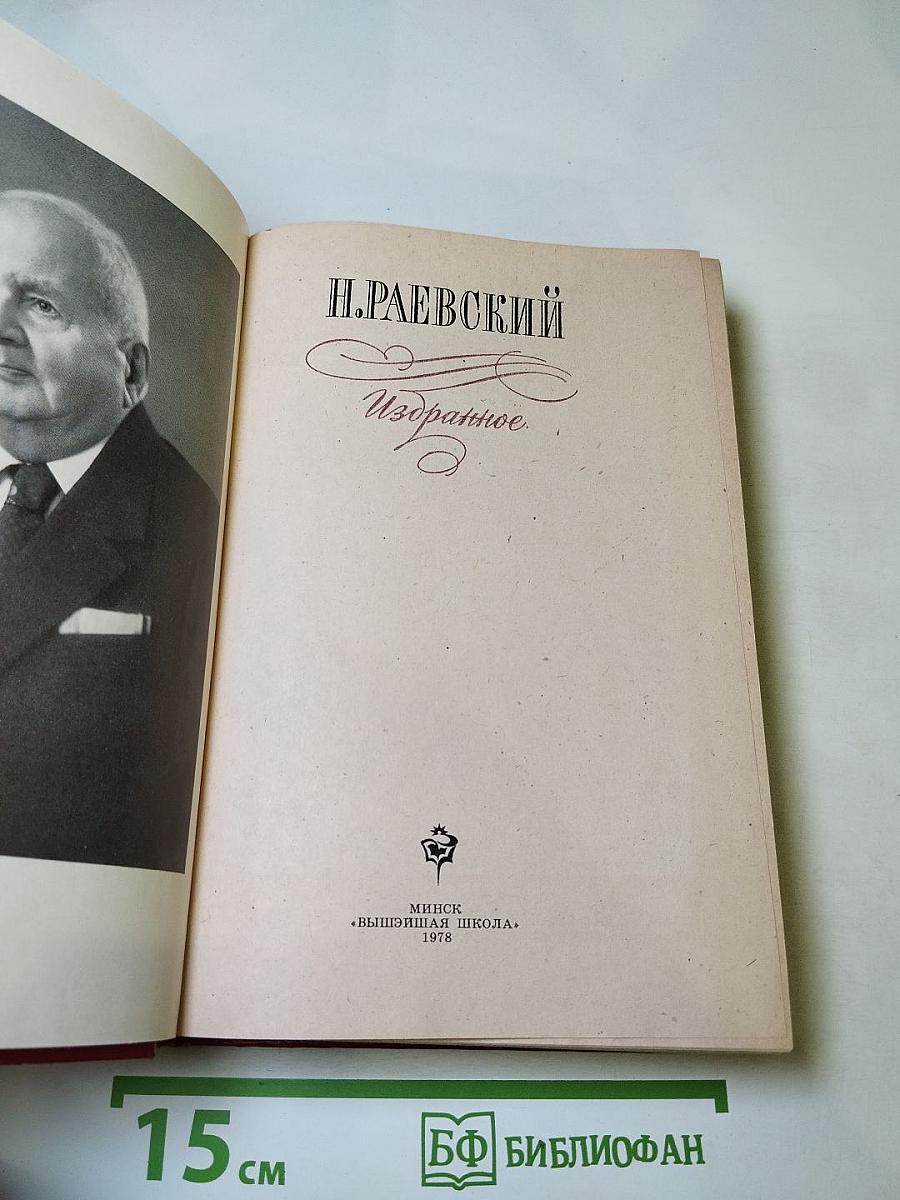 Н.РАЕВСКИЙ
Избранное
МИНСК
«ВЫШЭЙШАЯ ШКОЛА»
1978
15 см
БФ БИБЛИОФАН